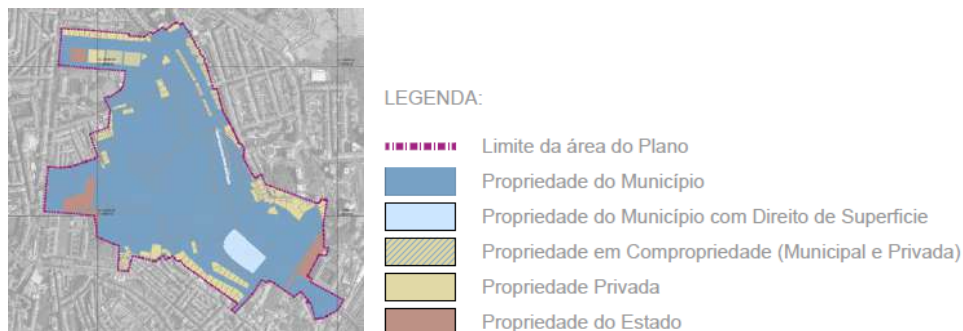 LEGENDA:
Limite da área do Plano
Propriedade do Município
Propriedade do Município com Direito de Superficie
Propriedade em Compropriedade (Municipal e Privada)
Propriedade Privada
Propriedade do Estado